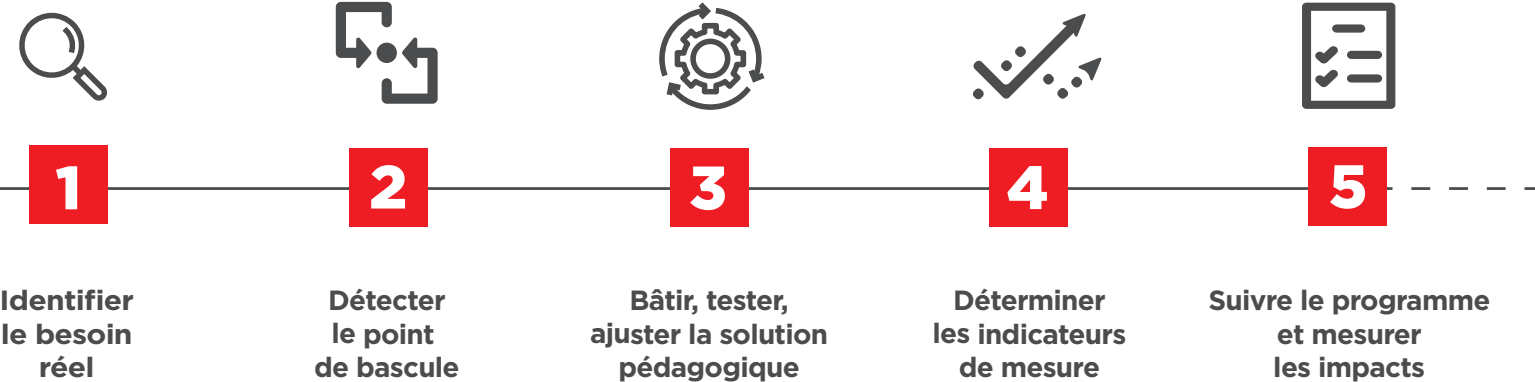 1
2
3
4
5
Identifier
le besoin
réel
Détecter
le point
de bascule
Bâtir, tester,
ajuster la solution
pédagogique
Déterminer
les indicateurs
de mesure
Suivre le programme
et mesurer
les impacts